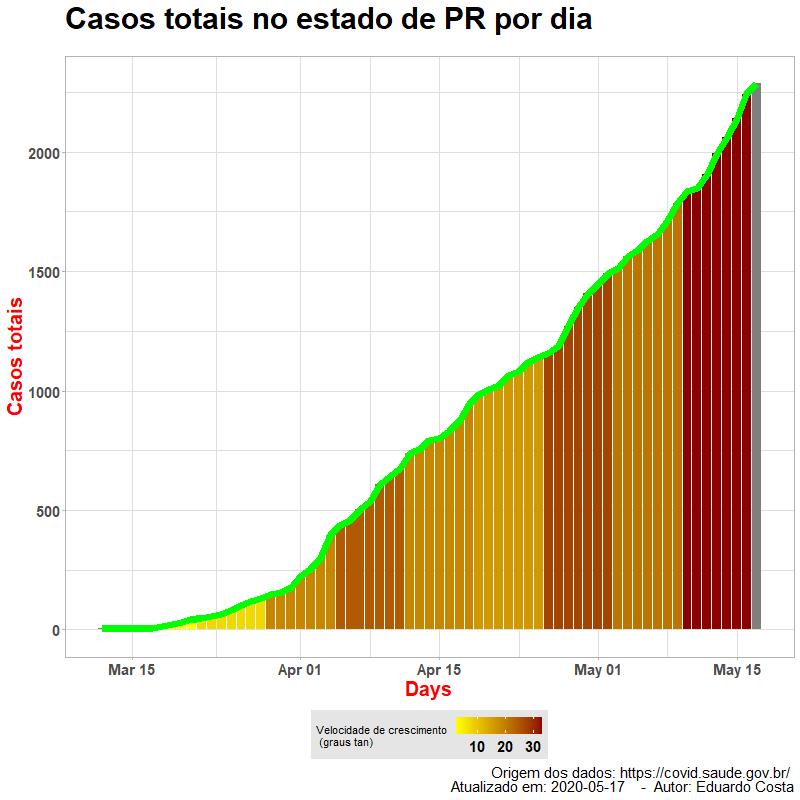 Casos totais no estado de PR por dia
Casos totais
2000
1500
1000
500
0
Mar 15 Apr 01 Apr 15 May 01 May 15
Days
Velocidade de crescimento
(graus tan)
10 20 30
Origem dos dados: https://covid.saude.gov.br/
Atualizado em: 2020-05-17 - Autor: Eduardo Costa